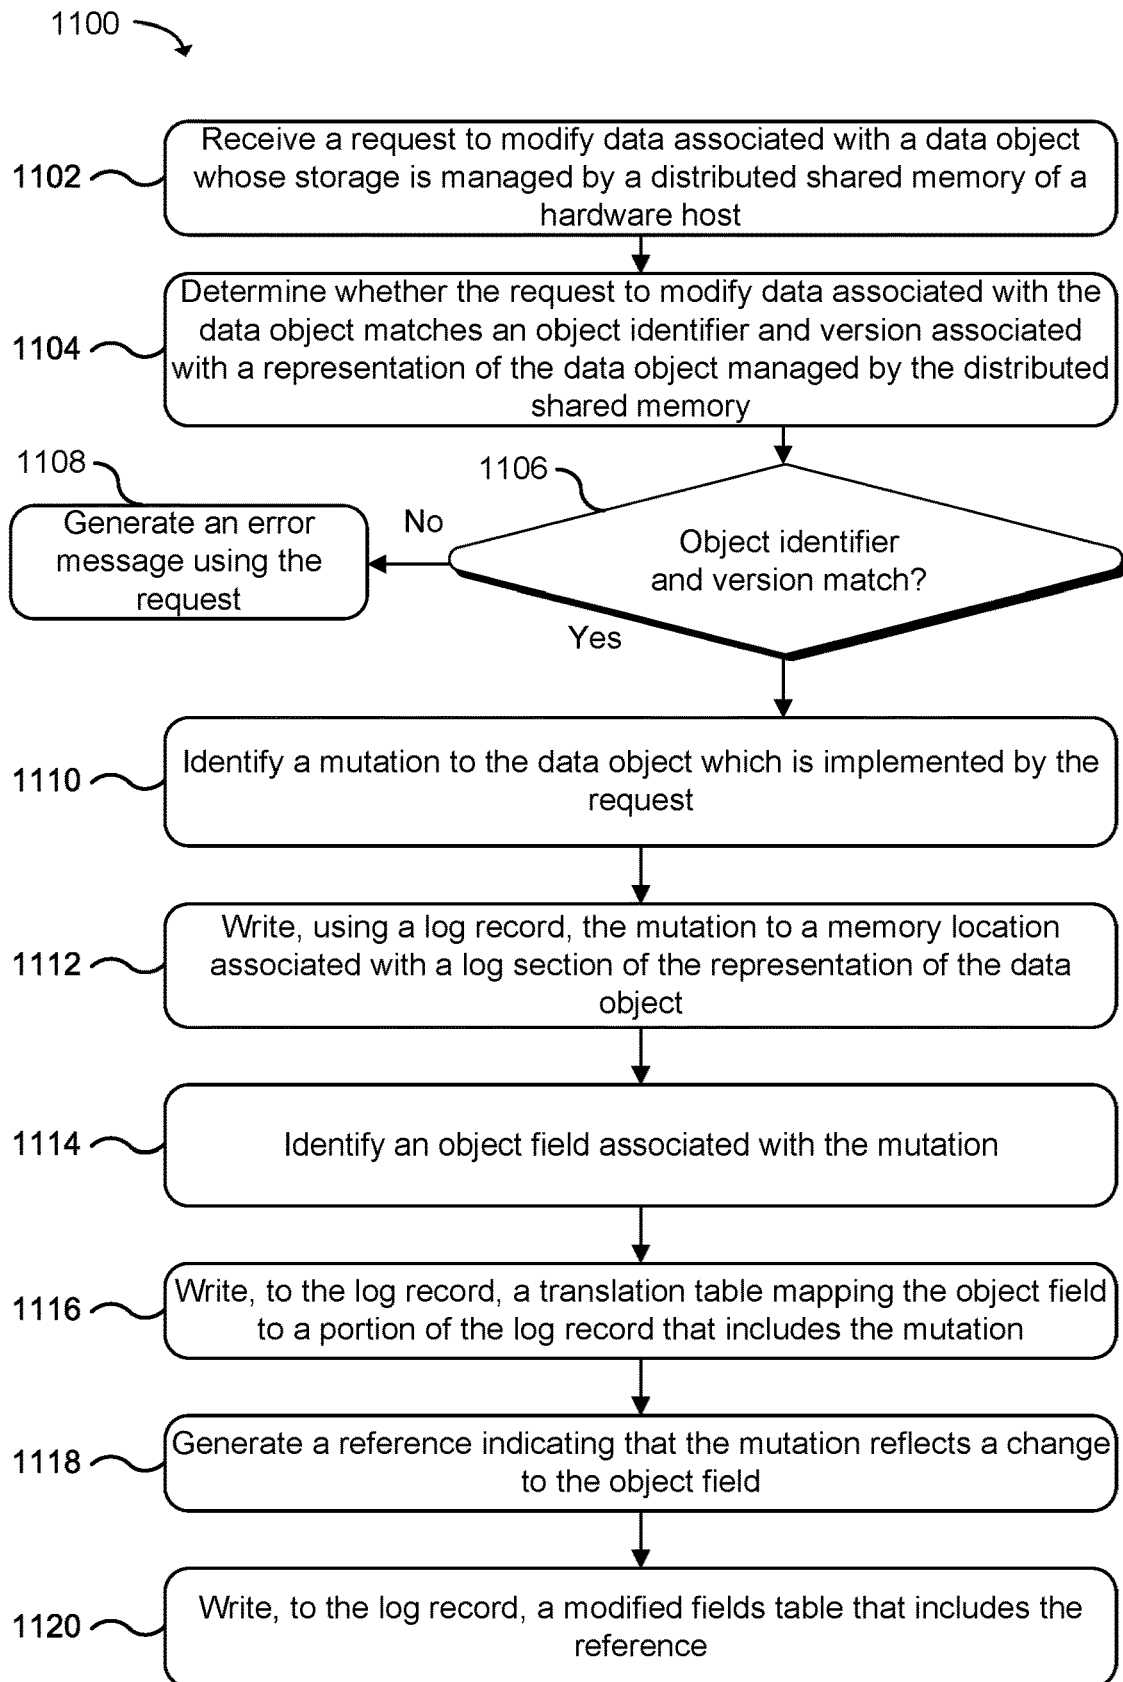 1100
1102
Receive a request to modify data associated with a data object
whose storage is managed by a distributed shared memory of a
hardware host
1104
Determine whether the request to modify data associated with the
data object matches an object identifier and version associated
with a representation of the data object managed by the distributed
shared memory
1108
1106
Generate an error
message using the
request
No
Object identifier
and version match?
Yes
1110
Identify a mutation to the data object which is implemented by the
request
1112
Write, using a log record, the mutation to a memory location
associated with a log section of the representation of the data
object
1114
Identify an object field associated with the mutation
1116
Write, to the log record, a translation table mapping the object field
to a portion of the log record that includes the mutation
1118
Generate a reference indicating that the mutation reflects a change
to the object field
1120
Write, to the log record, a modified fields table that includes the
reference